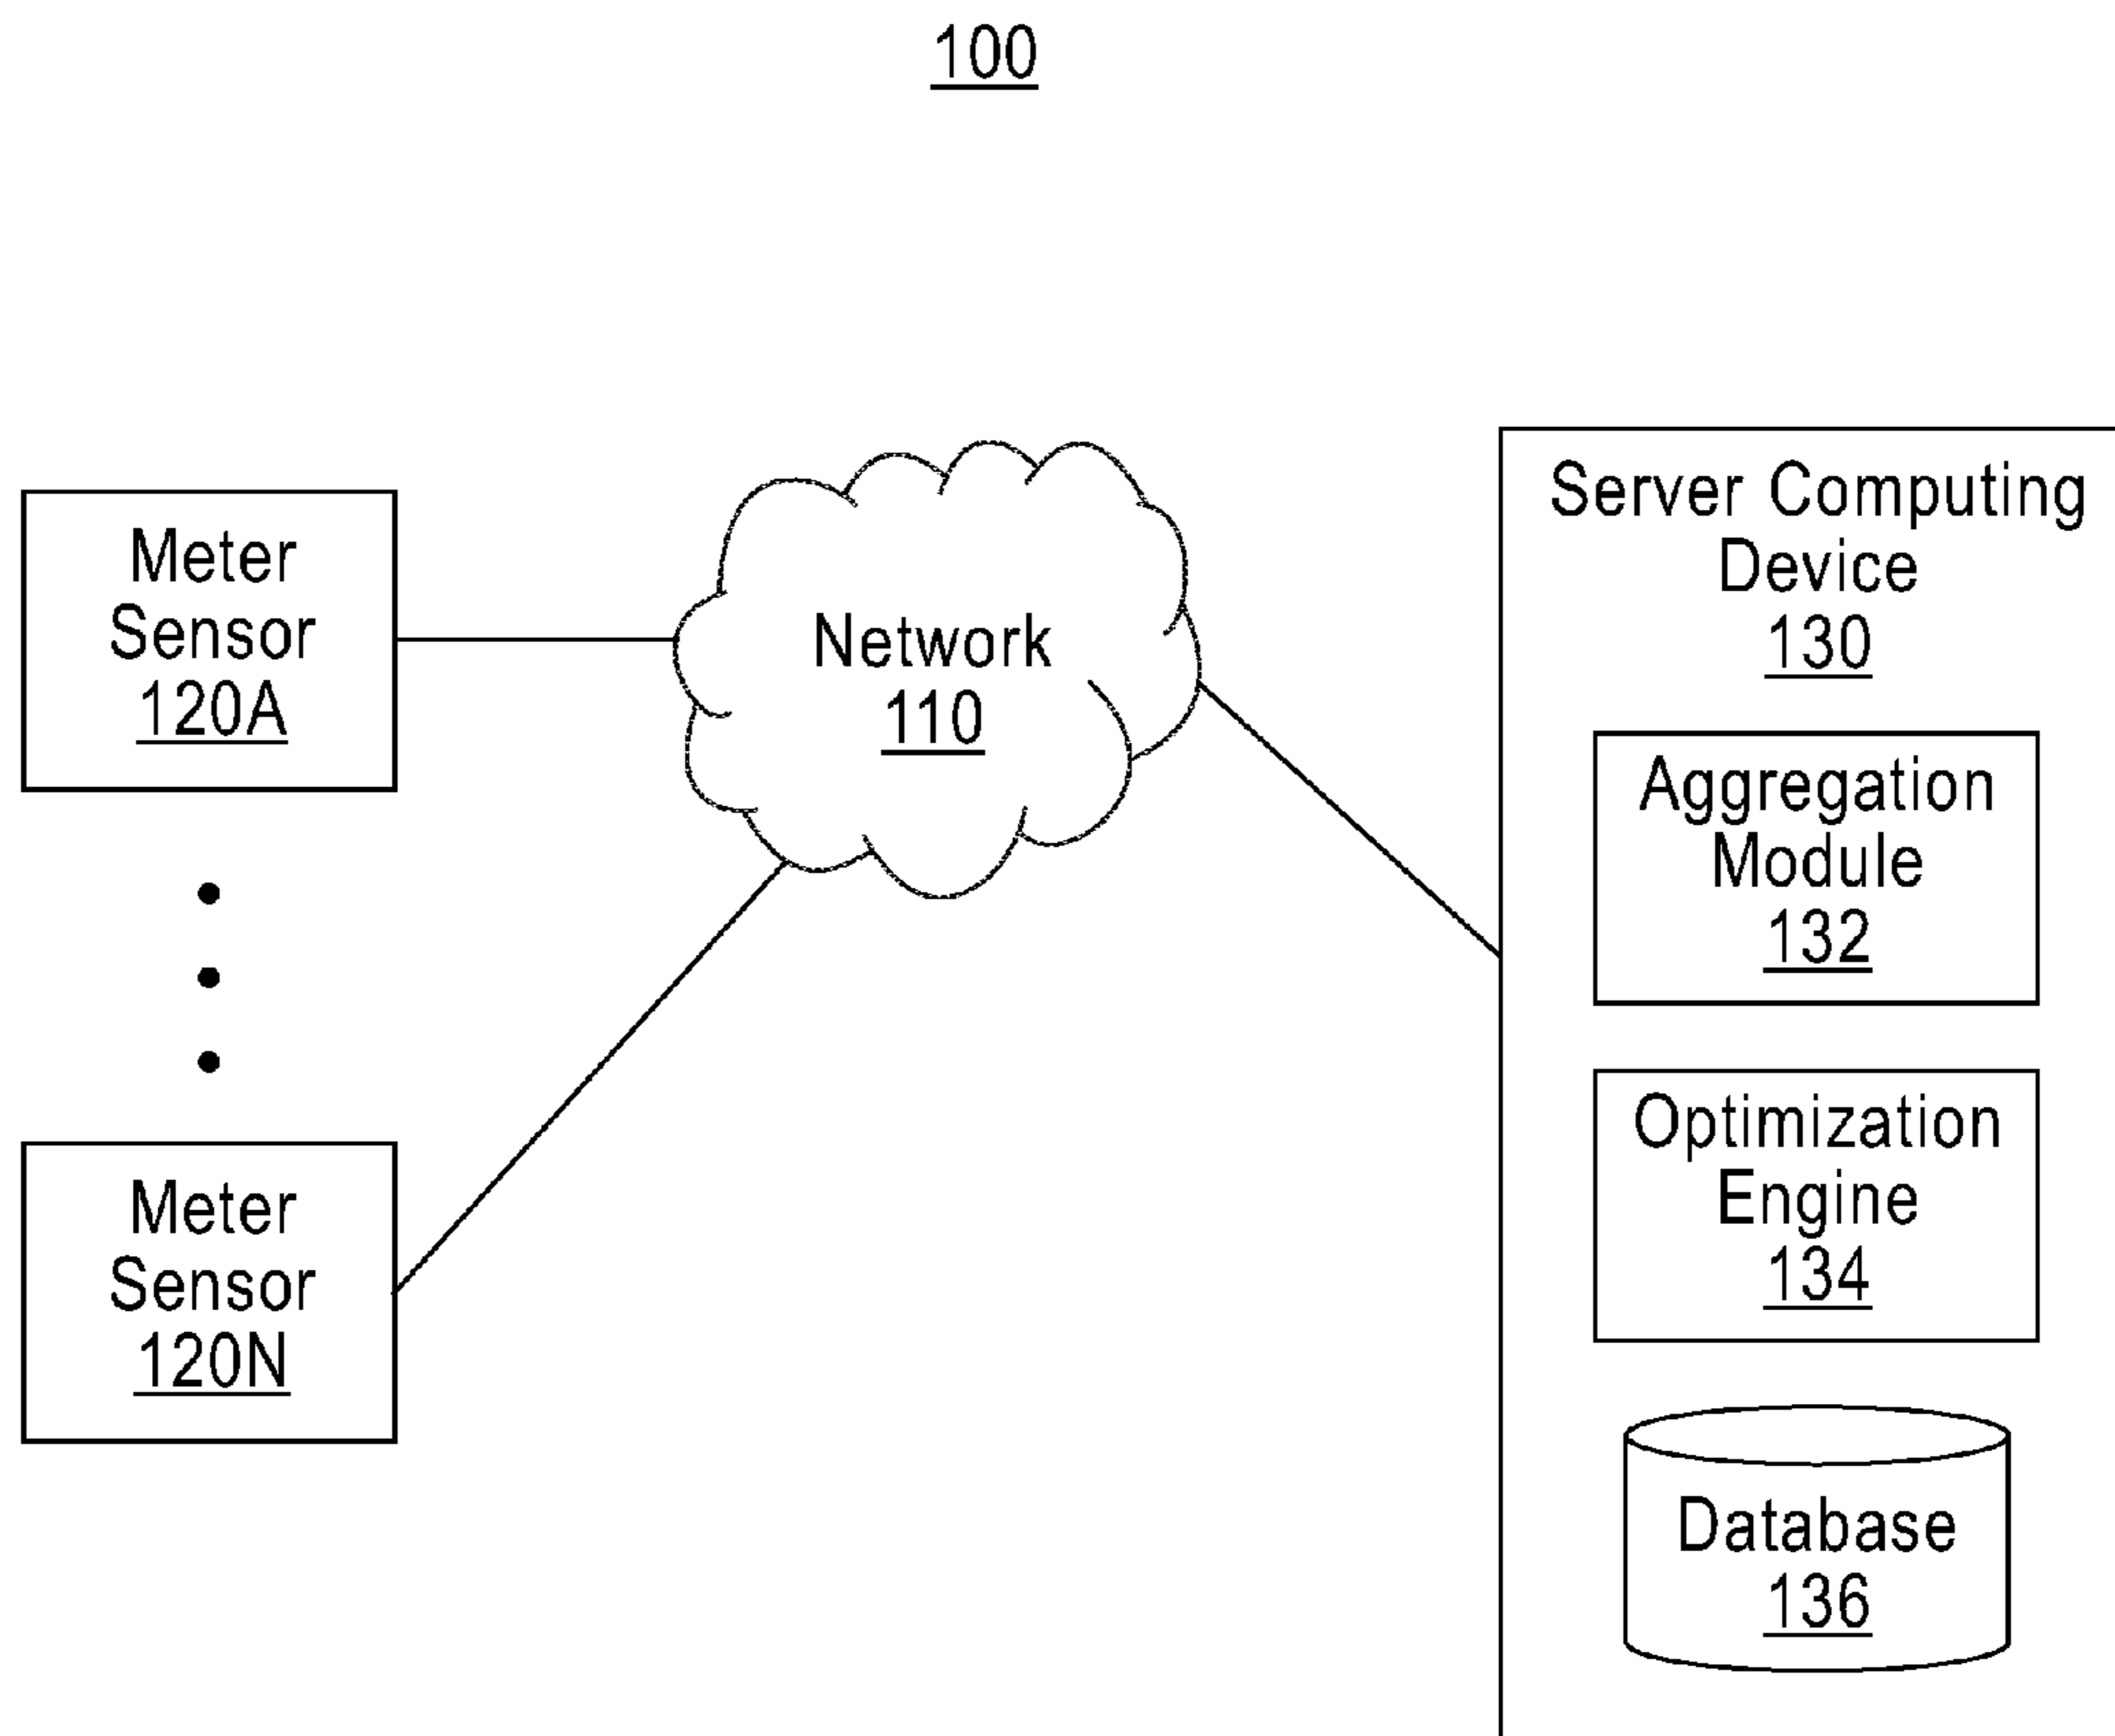 100
Meter
Sensor
120A
Meter
Sensor
120N
Network
110
Server Computing
Device
130
Aggregation
Module
132
Optimization
Engine
134
Database
136